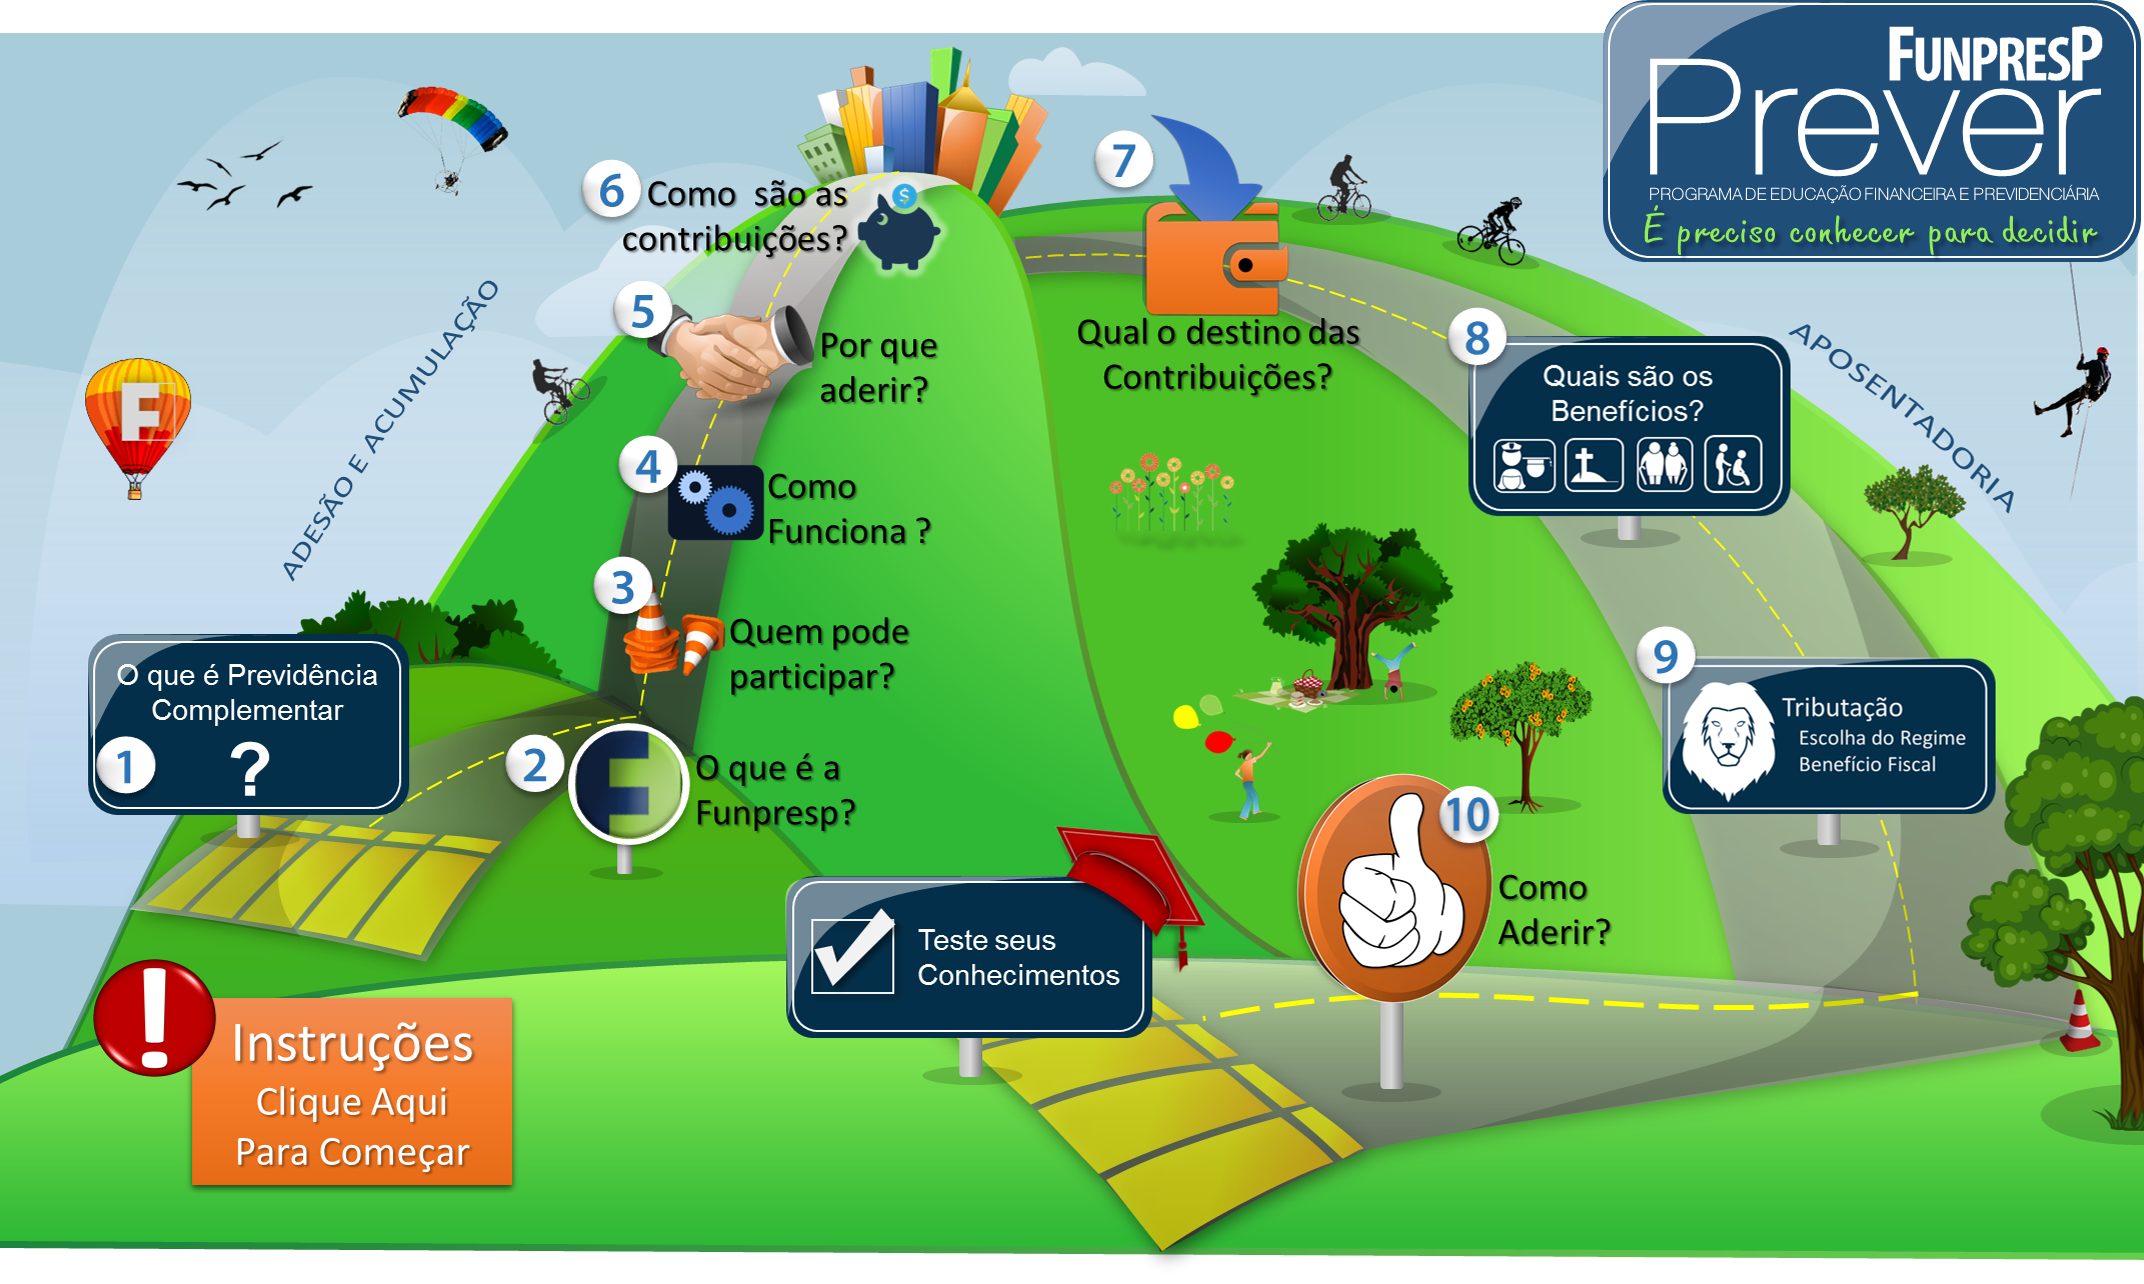 FUNPRESP
Prever
PROGRAMA DE EDUCAÇÃO FINANCEIRA E PREVIDENCIÁRIA
É preciso conhecer para decidir
ADESÃO E ACUMULAÇÃO
APOSENTADORIA
F
O que é Previdência
Complementar
1
?
2
F
O que é a
Funpresp?
3
Quem pode
participar?
4
Como
Funciona ?
5
Por que
aderir?
6
Como são as
contribuições?
$
7
Qual o destino das
Contribuições?
8
Quais são os
Benefícios?
9
Tributação
Escolha do Regime
Benefício Fiscal
10
Como
Aderir?
Teste seus
Conhecimentos
!
Instruções
Clique Aqui
Para Começar